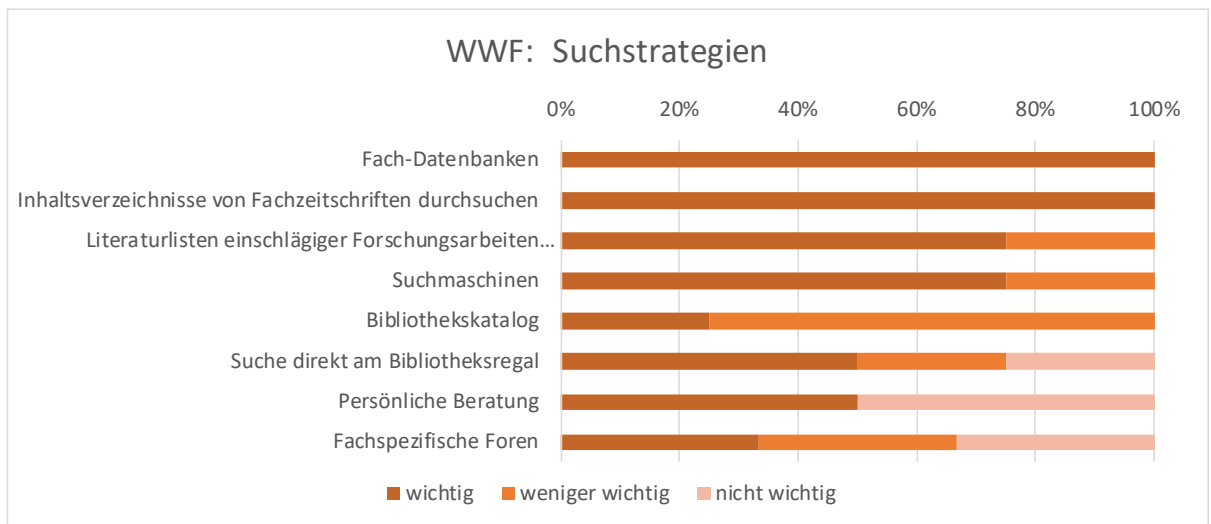 WWF: Suchstrategien
0% 20% 40% 60% 80% 100%
Fach-Datenbanken
Inhaltsverzeichnisse von Fachzeitschriften durchsuchen
Literaturlisten einschlägiger Forschungsarbeiten...
Suchmaschinen
Bibliothekskatalog
Suche direkt am Bibliotheksregal
Persönliche Beratung
Fachspezifische Foren
wichtig weniger wichtig nicht wichtig